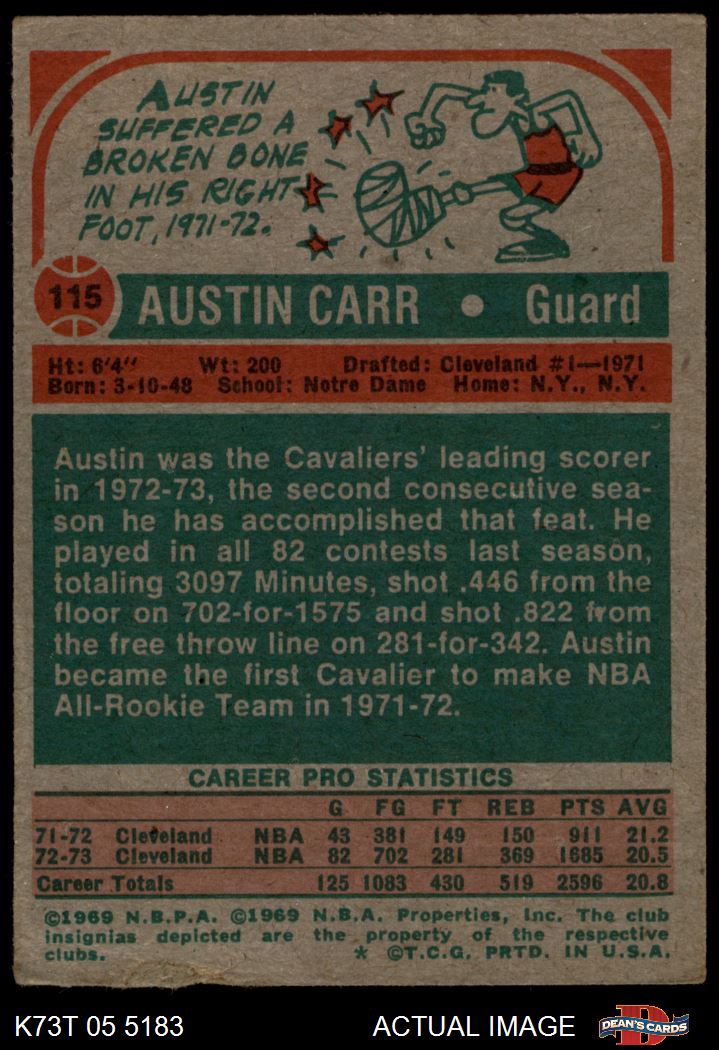 AUSTIN
SUFFERED A
BROKEN BONE
IN HIS RIGHT
FOOT, 1971-72.
115
AUSTIN CARR • Guard
Ht: 6'4" Wt: 200 Drafted: Cleveland #1—1971
Born: 3-10-48 School: Notre Dame Home: N.Y., N.Y.
Austin was the Cavaliers' leading scorer
in 1972-73, the second consecutive sea-
son he has accomplished that feat. He
played in all 82 contests last season,
totaling 3097 Minutes, shot .446 from the
floor on 702-for-1575 and shot .822 from
the free throw line on 281-for-342. Austin
became the first Cavalier to make NBA
All-Rookie Team in 1971-72.
CAREER PRO STATISTICS
G FG FT REB PTS AVG
71-72 Cleveland NBA 43 381 149 150 911 21.2
72-73 Cleveland NBA 82 702 281 369 1685 20.5
Career Totals 125 1083 430 519 2596 20.8
©1969 N.B.P.A. ©1969 N.B.A. Properties, Inc. The club
insignias depicted are the property of the respective
clubs. * ©T.C.G. PRTD. IN U.S.A.
K73T 05 5183 ACTUAL IMAGE
DEAN'S CARDS